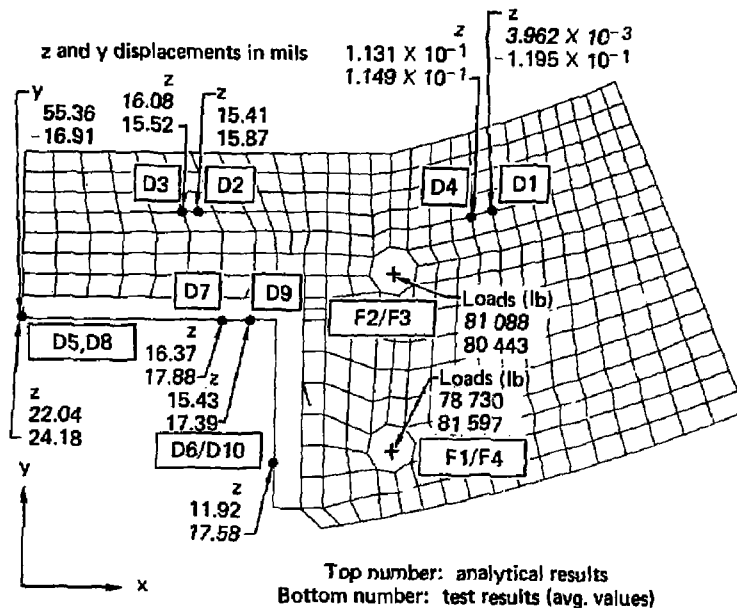 z and y displacements in mils
z
1.131 X 10⁻¹
1.149 X 10⁻¹
z
3.962 X 10⁻³
-1.195 X 10⁻¹
y
55.36
-16.91
z
16.08
15.52
z
15.41
15.87
D3
D2
D4
D1
D7
D9
D5,D8
F2/F3
Loads (lb)
81 088
80 443
z
16.37
17.88
z
15.43
17.39
Loads (lb)
78 730
81 597
z
22.04
24.18
D6/D10
F1/F4
z
11.92
17.58
y
x
Top number: analytical results
Bottom number: test results (avg. values)